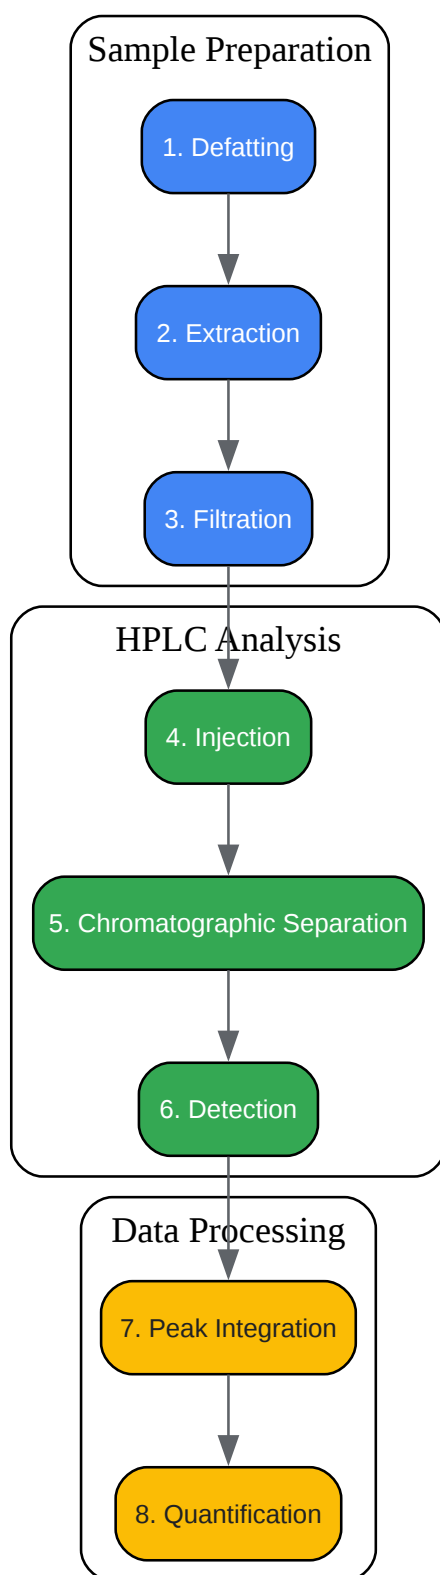 Sample Preparation
1. Defatting
2. Extraction
3. Filtration
HPLC Analysis
4. Injection
5. Chromatographic Separation
6. Detection
Data Processing
7. Peak Integration
8. Quantification